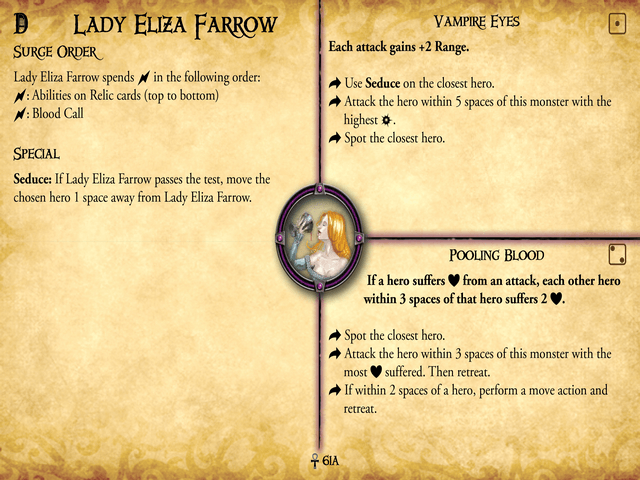 D LADY ELIZA FARROW
SURGE ORDER
Lady Eliza Farrow spends in the following order:
: Abilities on Relic cards (top to bottom)
: Blood Call
SPECIAL
Seduce: If Lady Eliza Farrow passes the test, move the
chosen hero 1 space away from Lady Eliza Farrow.
VAMPIRE EYES
Each attack gains +2 Range.
Use Seduce on the closest hero.
Attack the hero within 5 spaces of this monster with the
highest .
Spot the closest hero.
POOLING BLOOD
If a hero suffers ♥ from an attack, each other hero
within 3 spaces of that hero suffers 2 ♥.
Spot the closest hero.
Attack the hero within 3 spaces of this monster with the
most ♥ suffered. Then retreat.
If within 2 spaces of a hero, perform a move action and
retreat.
61A